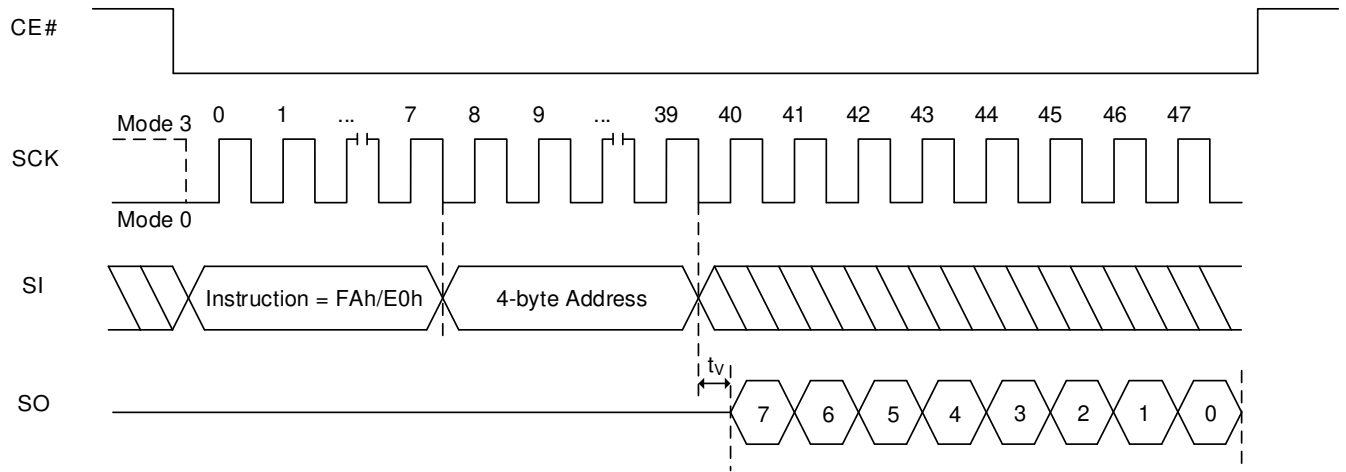 CE#
Mode 3 0 1 ... 7 8 9 ... 39 40 41 42 43 44 45 46 47
SCK
Mode 0
SI Instruction = FAh/E0h 4-byte Address
tV
SO 7 6 5 4 3 2 1 0